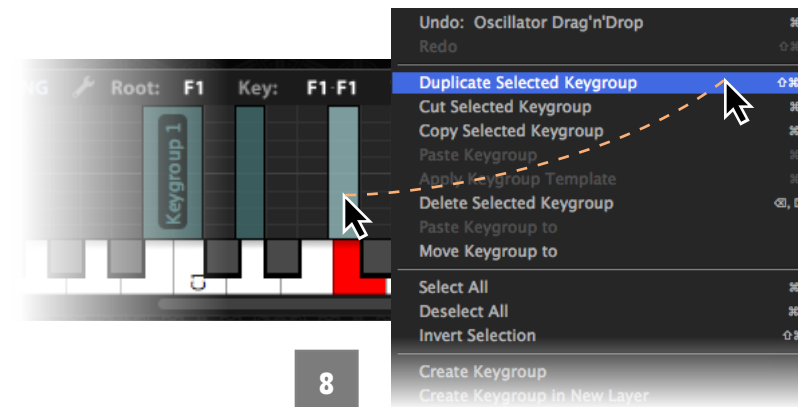 NG Root: F1 Key: F1-F1
Keygroup 1
C1
8
Undo: Oscillator Drag'n'Drop ⌘
Redo ⇧⌘
Duplicate Selected Keygroup ⇧⌘
Cut Selected Keygroup ⌘
Copy Selected Keygroup ⌘
Paste Keygroup ⌘
Apply Keygroup Template ⌘
Delete Selected Keygroup ⌫,
Paste Keygroup to
Move Keygroup to
Select All ⌘
Deselect All ⌘
Invert Selection ⇧⌘
Create Keygroup
Create Keygroup in New Layer